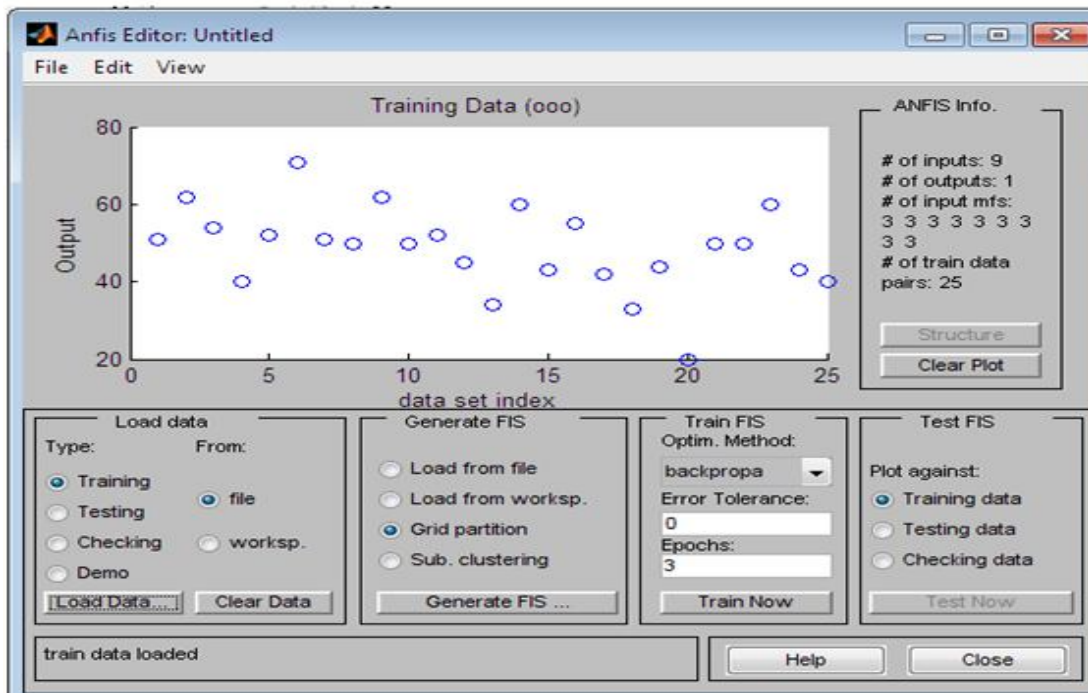 Anfis Editor: Untitled
File Edit View
Training Data (ooo)
80
60
40
20
Output
0 5 10 15 20 25
data set index
ANFIS Info.
# of inputs: 9
# of outputs: 1
# of input mfs:
3 3 3 3 3 3 3
3 3
# of train data
pairs: 25
Structure
Clear Plot
Load data
Type: From:
Training
Testing
Checking
Demo
file
worksp.
Load Data...
Clear Data
Generate FIS
Load from file
Load from worksp.
Grid partition
Sub. clustering
Generate FIS ...
Train FIS
Optim. Method:
backpropa
Error Tolerance:
0
Epochs:
3
Train Now
Test FIS
Plot against:
Training data
Testing data
Checking data
Test Now
train data loaded
Help
Close